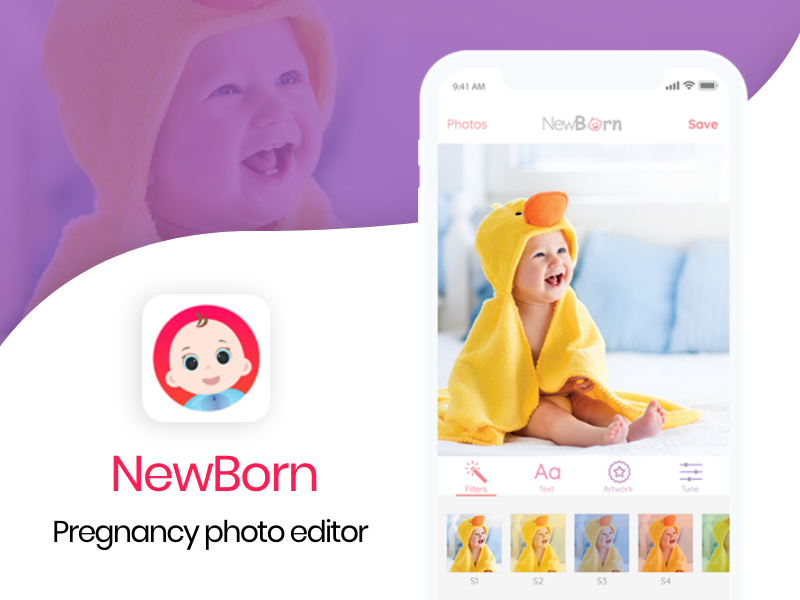 9:41 AM
Photos
NewBorn
Save
NewBorn
Pregnancy photo editor
Filters
Text
Artwork
Tune
Aa
S1
S2
S3
S4